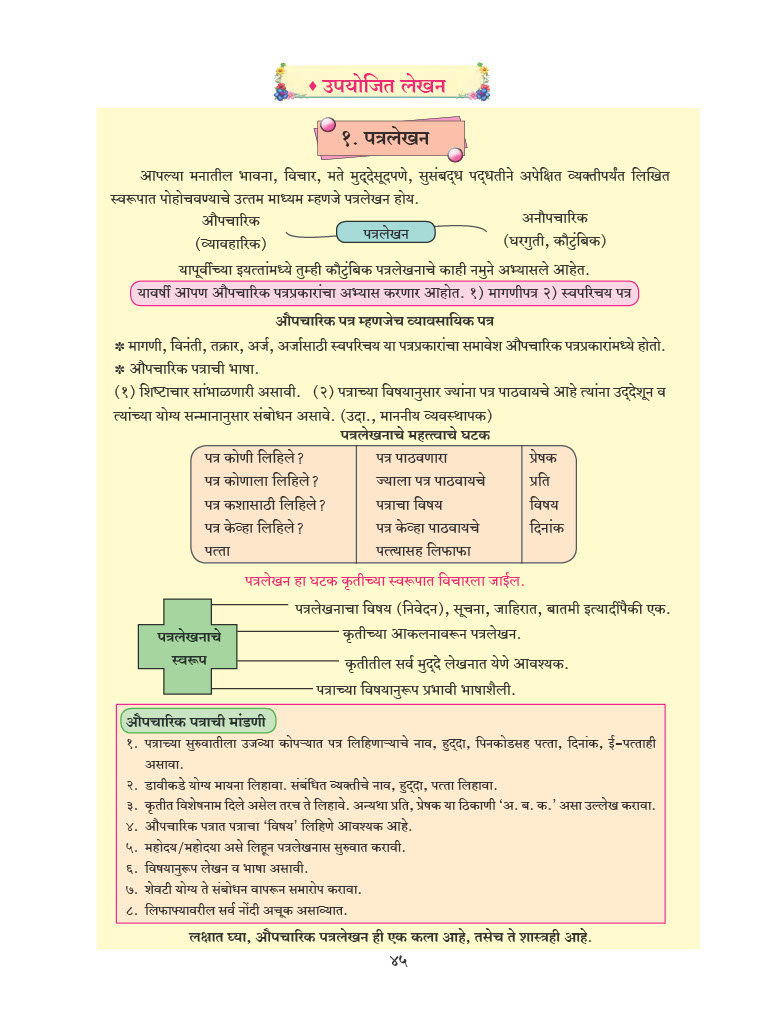 ♦ उपयोजित लेखन
१. पत्रलेखन
आपल्या मनातील भावना, विचार, मते मुद्देसूदपणे, सुसंबद्ध पद्धतीने अपेक्षित व्यक्तीपर्यंत लिखित
स्वरूपात पोहोचवण्याचे उत्तम माध्यम म्हणजे पत्रलेखन होय.
औपचारिक
(व्यावहारिक)
पत्रलेखन
अनौपचारिक
(घरगुती, कौटुंबिक)
यापूर्वीच्या इयत्तांमध्ये तुम्ही कौटुंबिक पत्रलेखनाचे काही नमुने अभ्यासले आहेत.
यावर्षी आपण औपचारिक पत्रप्रकारांचा अभ्यास करणार आहोत. १) मागणीपत्र २) स्वपरिचय पत्र
औपचारिक पत्र म्हणजेच व्यावसायिक पत्र
* मागणी, विनंती, तक्रार, अर्ज, अर्जासाठी स्वपरिचय या पत्रप्रकारांचा समावेश औपचारिक पत्रप्रकारांमध्ये होतो.
* औपचारिक पत्राची भाषा.
(१) शिष्टाचार सांभाळणारी असावी. (२) पत्राच्या विषयानुसार ज्यांना पत्र पाठवायचे आहे त्यांना उद्देशून व
त्यांच्या योग्य सन्मानानुसार संबोधन असावे. (उदा., माननीय व्यवस्थापक)
पत्रलेखनाचे महत्त्वाचे घटक
पत्र कोणी लिहिले? पत्र पाठवणारा प्रेषक
पत्र कोणाला लिहिले? ज्याला पत्र पाठवायचे प्रति
पत्र कशासाठी लिहिले? पत्राचा विषय विषय
पत्र केव्हा लिहिले? पत्र केव्हा पाठवायचे दिनांक
पत्ता पत्त्यासह लिफाफा
पत्रलेखन हा घटक कृतीच्या स्वरूपात विचारला जाईल.
पत्रलेखनाचे
स्वरूप
पत्रलेखनाचा विषय (निवेदन), सूचना, जाहिरात, बातमी इत्यादींपैकी एक.
कृतीच्या आकलनावरून पत्रलेखन.
कृतीतील सर्व मुद्दे लेखनात येणे आवश्यक.
पत्राच्या विषयानुरूप प्रभावी भाषाशैली.
औपचारिक पत्राची मांडणी
१. पत्राच्या सुरुवातीला उजव्या कोपऱ्यात पत्र लिहिणाऱ्याचे नाव, हुद्दा, पिनकोडसह पत्ता, दिनांक, ई-पत्ताही
असावा.
२. डावीकडे योग्य मायना लिहावा. संबंधित व्यक्तीचे नाव, हुद्दा, पत्ता लिहावा.
३. कृतीत विशेषनाम दिले असेल तरच ते लिहावे. अन्यथा प्रति, प्रेषक या ठिकाणी ‘अ. ब. क.’ असा उल्लेख करावा.
४. औपचारिक पत्रात पत्राचा ‘विषय’ लिहिणे आवश्यक आहे.
५. महोदय/महोदया असे लिहून पत्रलेखनास सुरुवात करावी.
६. विषयानुरूप लेखन व भाषा असावी.
७. शेवटी योग्य ते संबोधन वापरून समारोप करावा.
८. लिफाफ्यावरील सर्व नोंदी अचूक असाव्यात.
लक्षात घ्या, औपचारिक पत्रलेखन ही एक कला आहे, तसेच ते शास्त्रही आहे.
४५